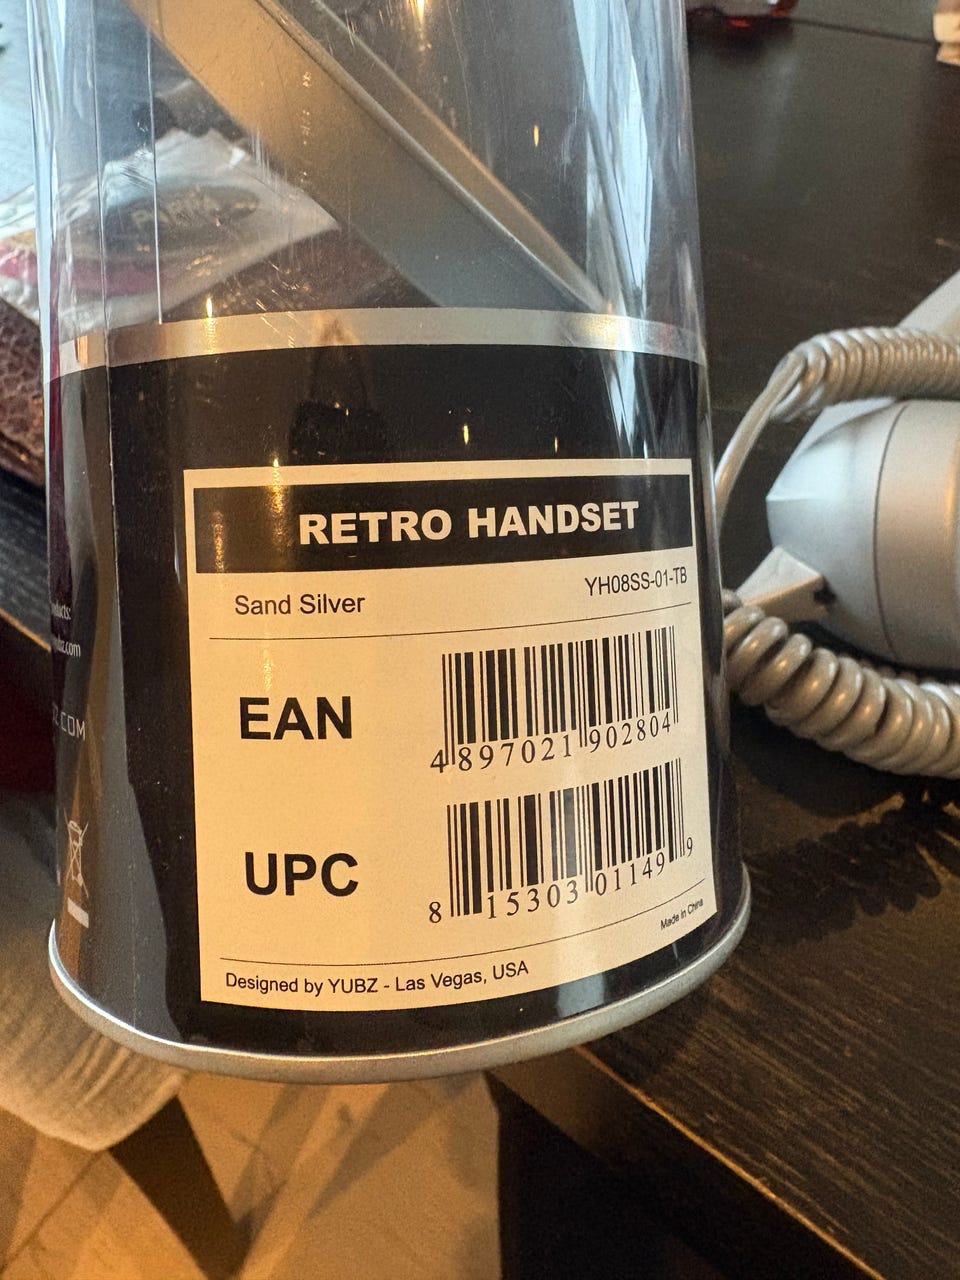 RETRO HANDSET
Sand Silver YH08SS-01-TB
EAN
4 897021 902804
UPC
8 15303 01149 9
Made in China
Designed by YUBZ - Las Vegas, USA
.COM